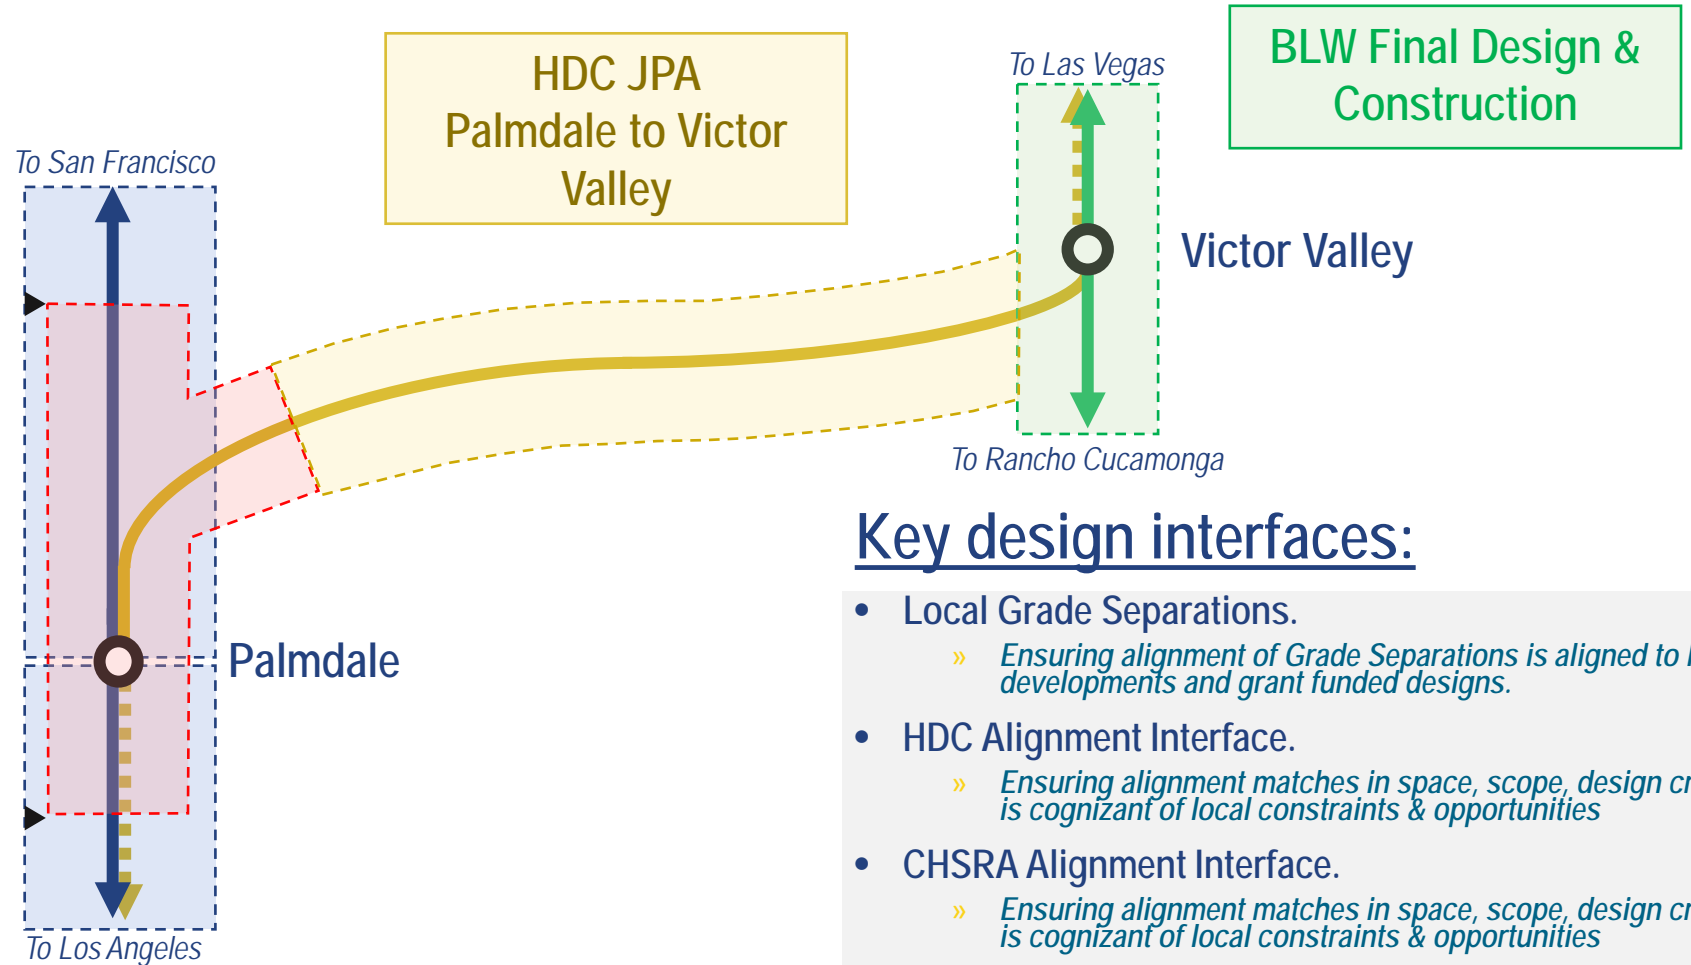 HDC JPA
Palmdale to Victor
Valley
BLW Final Design &
Construction
To Las Vegas
To San Francisco
Victor Valley
To Rancho Cucamonga
Palmdale
To Los Angeles
Key design interfaces:
• Local Grade Separations.
» Ensuring alignment of Grade Separations is aligned to
developments and grant funded designs.
• HDC Alignment Interface.
» Ensuring alignment matches in space, scope, design
is cognizant of local constraints & opportunities
• CHSRA Alignment Interface.
» Ensuring alignment matches in space, scope, design
is cognizant of local constraints & opportunities